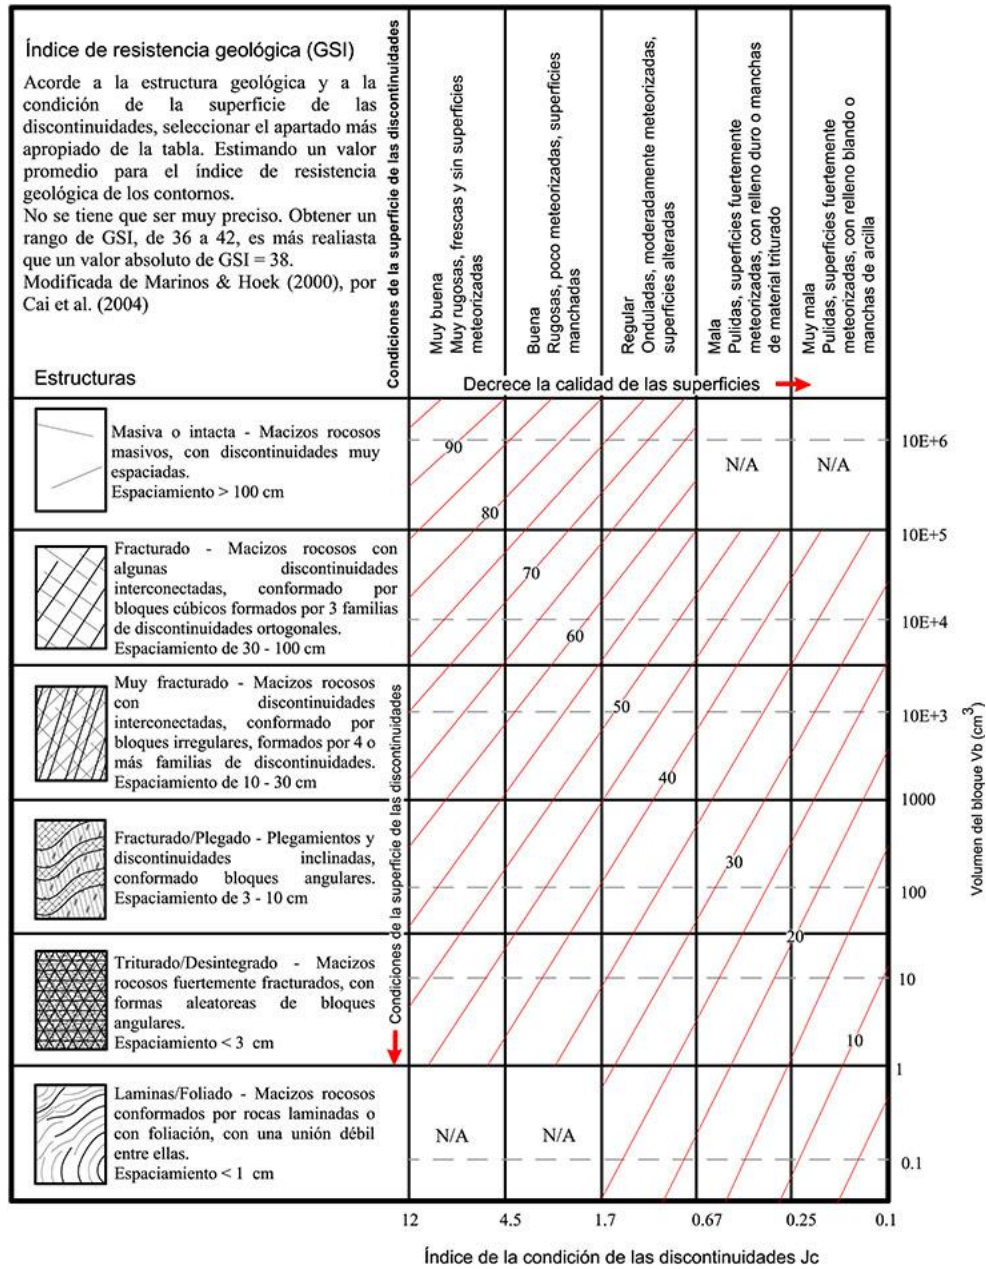 Índice de resistencia geológica (GSI)
Acorde a la estructura geológica y a la
condición de la superficie de las
discontinuidades, seleccionar el apartado más
apropiado de la tabla. Estimando un valor
promedio para el índice de resistencia
geológica de los contornos.
No se tiene que ser muy preciso. Obtener un
rango de GSI, de 36 a 42, es más realiasta
que un valor absoluto de GSI = 38.
Modificada de Marinos & Hoek (2000), por
Cai et al. (2004)
Estructuras
Condiciones de la superficie de las discontinuidades
Muy buena
Muy rugosas, frescas y sin superficies
meteorizadas
Buena
Rugosas, poco meteorizadas, superficies
manchadas
Regular
Onduladas, moderadamente meteorizadas,
superficies alteradas
Mala
Pulidas, superficies fuertemente
meteorizadas, con relleno duro o manchas
de material triturado
Muy mala
Pulidas, superficies fuertemente
meteorizadas, con relleno blando o
manchas de arcilla
Decrece la calidad de las superficies
Masiva o intacta - Macizos rocosos
masivos, con discontinuidades muy
espaciadas.
Espaciamiento > 100 cm
90
80
N/A
N/A
10E+6
10E+5
Fracturado - Macizos rocosos con
algunas discontinuidades
interconectadas, conformado por
bloques cúbicos formados por 3 familias
de discontinuidades ortogonales.
Espaciamiento de 30 - 100 cm
70
60
10E+4
Muy fracturado - Macizos rocosos
con discontinuidades
interconectadas, conformado por
bloques irregulares, formados por 4 o
más familias de discontinuidades.
Espaciamiento de 10 - 30 cm
Condiciones de la superficie de las discontinuidades
50
40
10E+3
1000
Volumen del bloque Vb (cm³)
Fracturado/Plegado - Plegamientos y
discontinuidades inclinadas,
conformado bloques angulares.
Espaciamiento de 3 - 10 cm
30
20
100
Triturado/Desintegrado - Macizos
rocosos fuertemente fracturados, con
formas aleatoreas de bloques
angulares.
Espaciamiento < 3 cm
10
10
1
Laminas/Foliado - Macizos rocosos
conformados por rocas laminadas o
con foliación, con una unión débil
entre ellas.
Espaciamiento < 1 cm
N/A
N/A
0.1
12
4.5
1.7
0.67
0.25
0.1
Índice de la condición de las discontinuidades Jc